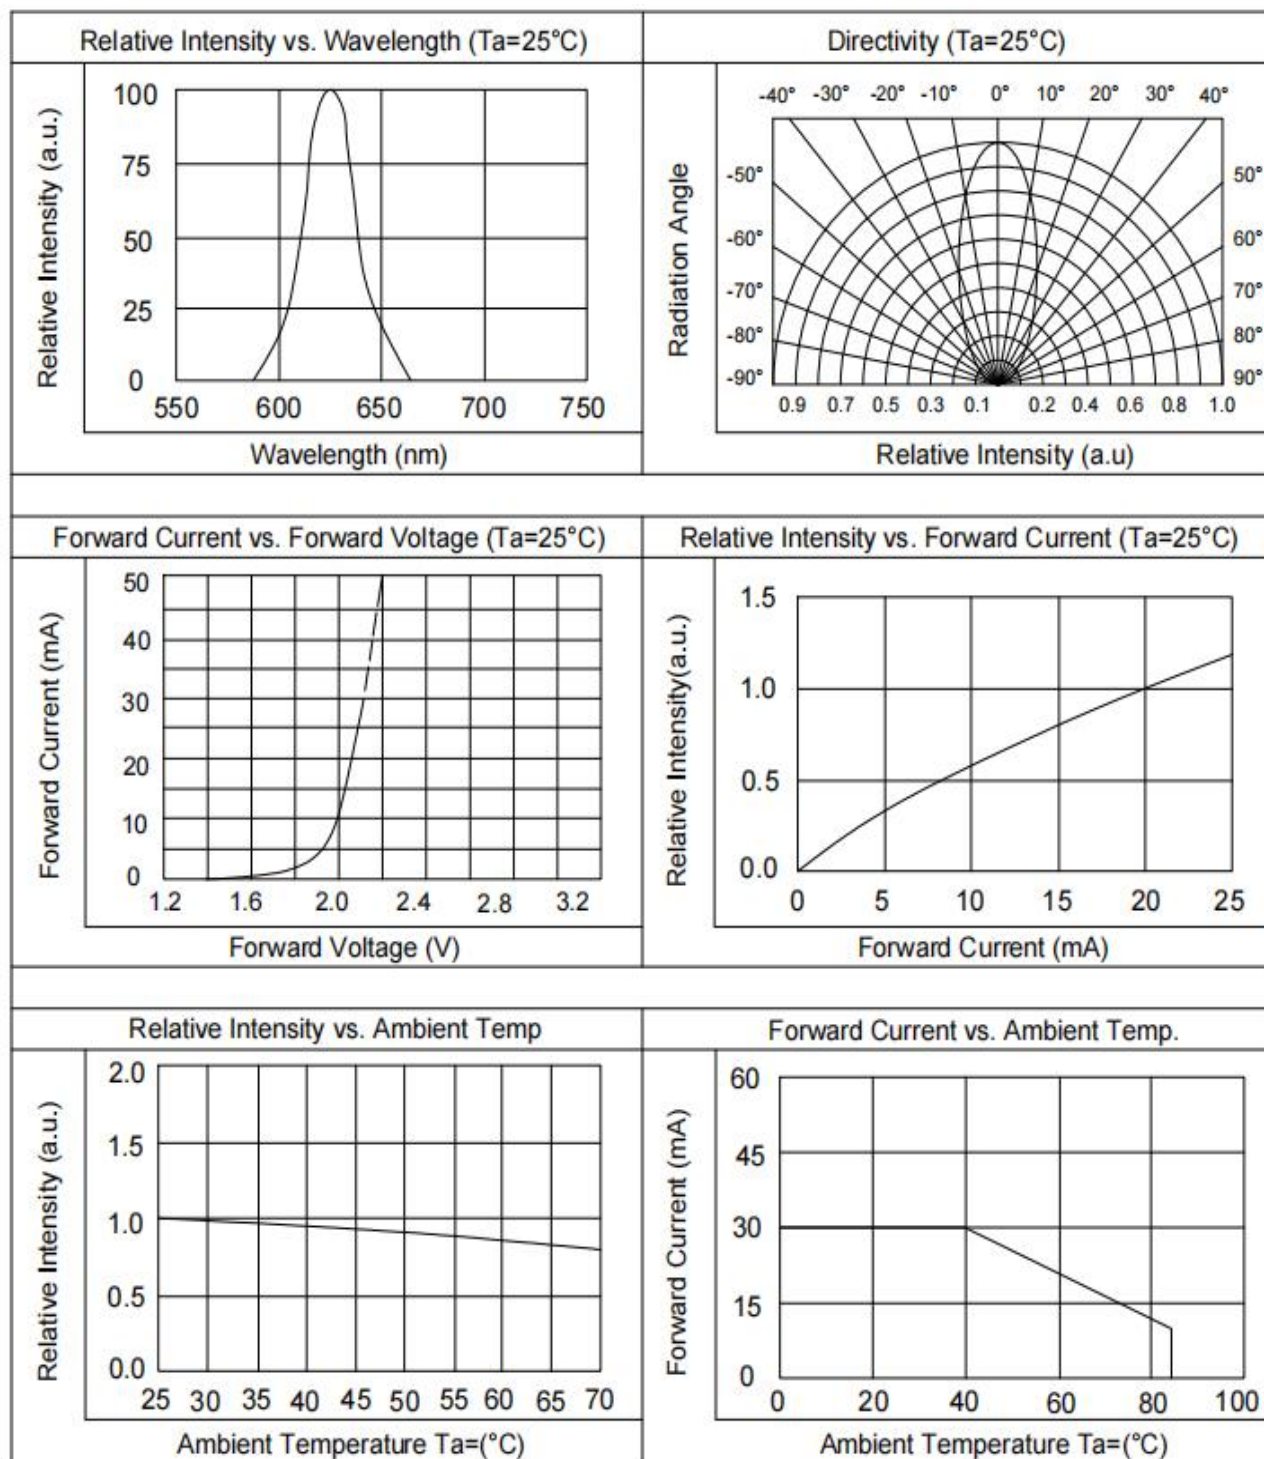 Relative Intensity vs. Wavelength (Ta=25°C)
Relative Intensity (a.u.)
100
75
50
25
0
550 600 650 700 750
Wavelength (nm)
Directivity (Ta=25°C)
Radiation Angle
-40° -30° -20° -10° 0° 10° 20° 30° 40°
-50° 50°
-60° 60°
-70° 70°
-80° 80°
-90° 90°
0.9 0.7 0.5 0.3 0.1 0.2 0.4 0.6 0.8 1.0
Relative Intensity (a.u)
Forward Current vs. Forward Voltage (Ta=25°C)
Forward Current (mA)
50
40
30
20
10
0
1.2 1.6 2.0 2.4 2.8 3.2
Forward Voltage (V)
Relative Intensity vs. Forward Current (Ta=25°C)
Relative Intensity(a.u.)
1.5
1.0
0.5
0.0
0 5 10 15 20 25
Forward Current (mA)
Relative Intensity vs. Ambient Temp
Relative Intensity (a.u.)
2.0
1.5
1.0
0.5
0.0
25 30 35 40 45 50 55 60 65 70
Ambient Temperature Ta=(°C)
Forward Current vs. Ambient Temp.
Forward Current (mA)
60
45
30
15
0
0 20 40 60 80 100
Ambient Temperature Ta=(°C)